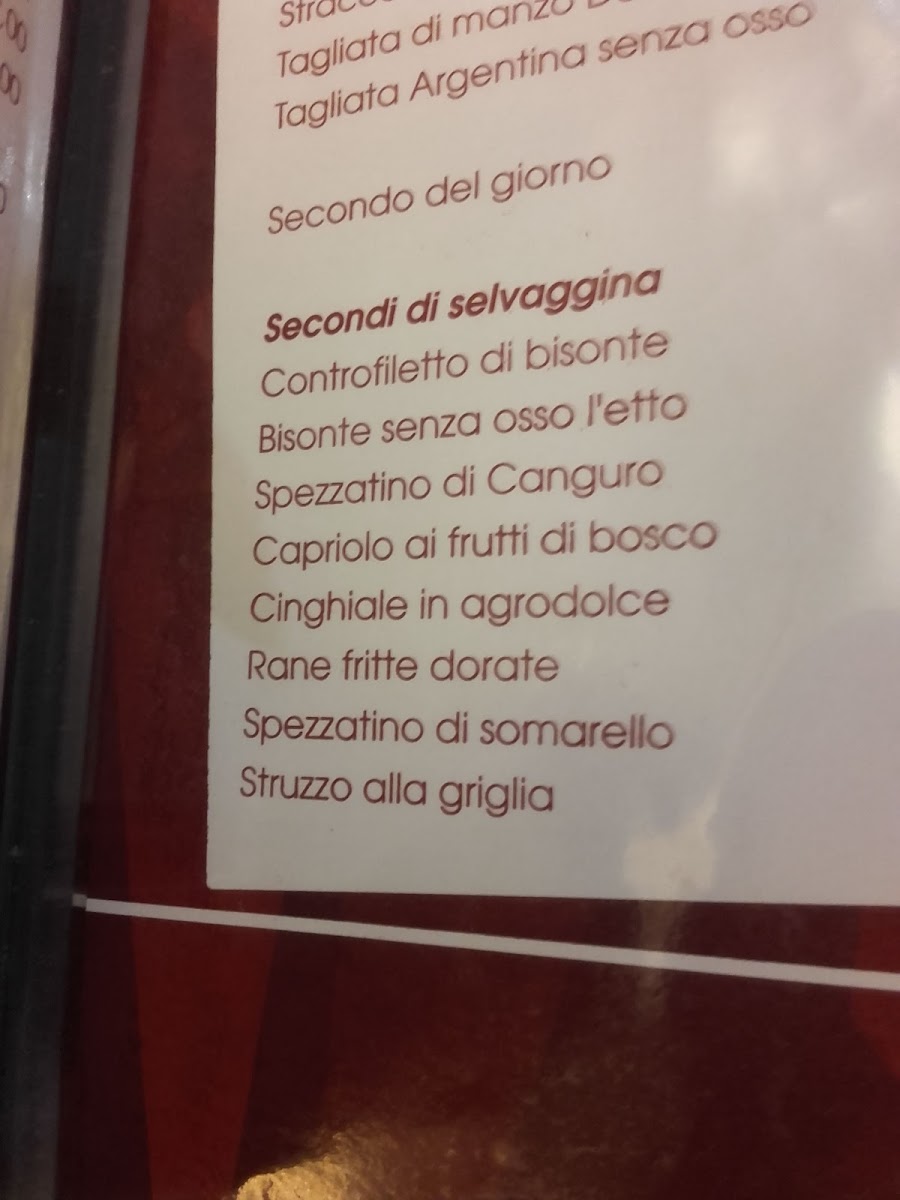 Tagliata di manzo
Tagliata Argentina senza osso
Secondo del giorno
Secondi di selvaggina
Controfiletto di bisonte
Bisonte senza osso l'etto
Spezzatino di Canguro
Capriolo ai frutti di bosco
Cinghiale in agrodolce
Rane fritte dorate
Spezzatino di somarello
Struzzo alla griglia